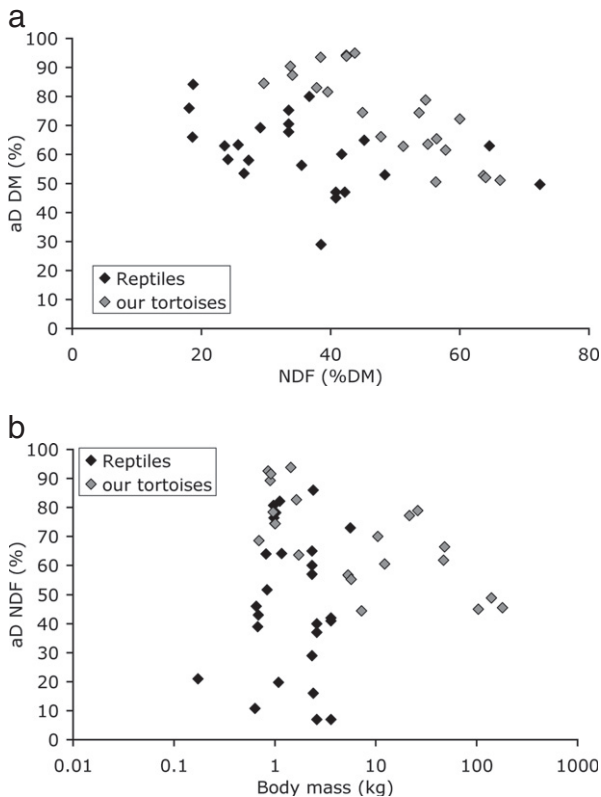 a
100
90
80
70
60
50
40
30
20
10
0
aD DM (%)
Reptiles
our tortoises
0 20 40 60 80
NDF (%DM)
b
100
90
80
70
60
50
40
30
20
10
0
aD NDF (%)
Reptiles
our tortoises
0.01 0.1 1 10 100 1000
Body mass (kg)